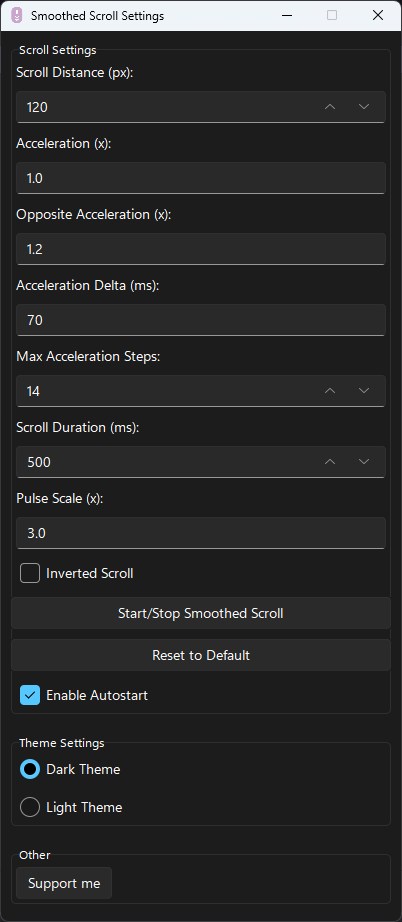 Smoothed Scroll Settings
Scroll Settings
Scroll Distance (px):
120
Acceleration (x):
1.0
Opposite Acceleration (x):
1.2
Acceleration Delta (ms):
70
Max Acceleration Steps:
14
Scroll Duration (ms):
500
Pulse Scale (x):
3.0
Inverted Scroll
Start/Stop Smoothed Scroll
Reset to Default
Enable Autostart
Theme Settings
Dark Theme
Light Theme
Other
Support me